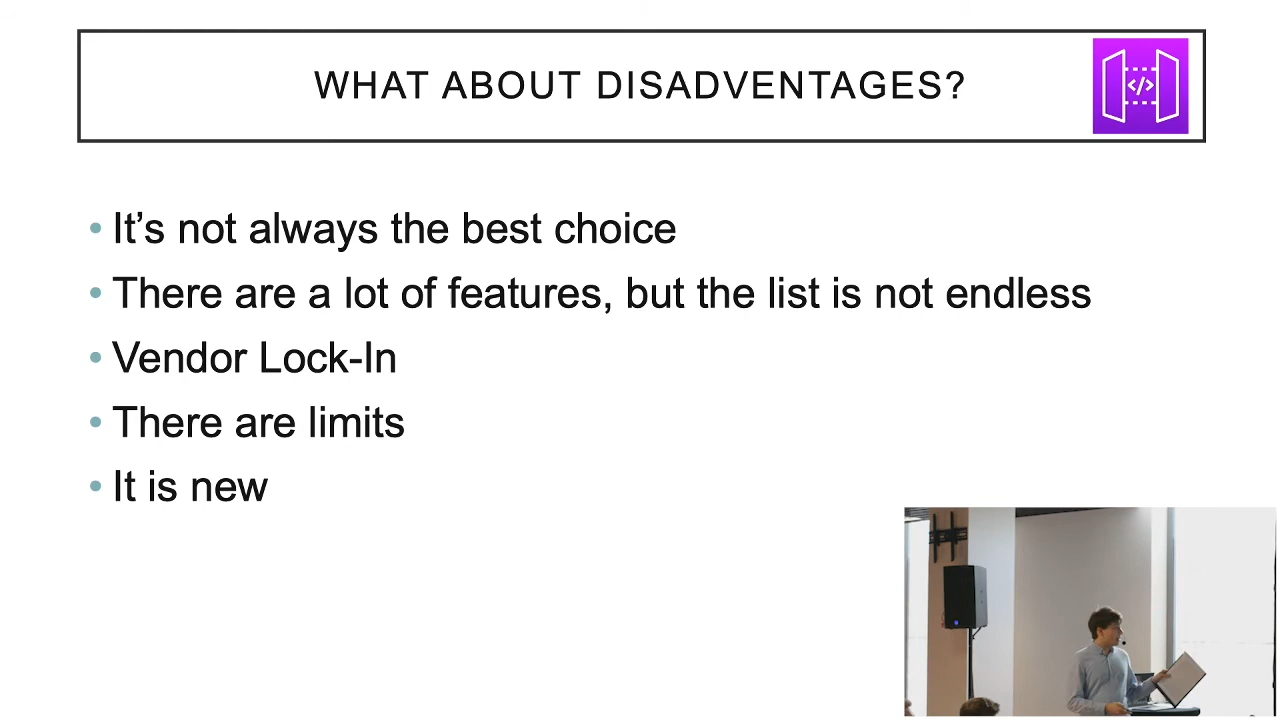 WHAT ABOUT DISADVENTAGES?
</>
• It’s not always the best choice
• There are a lot of features, but the list is not endless
• Vendor Lock-In
• There are limits
• It is new